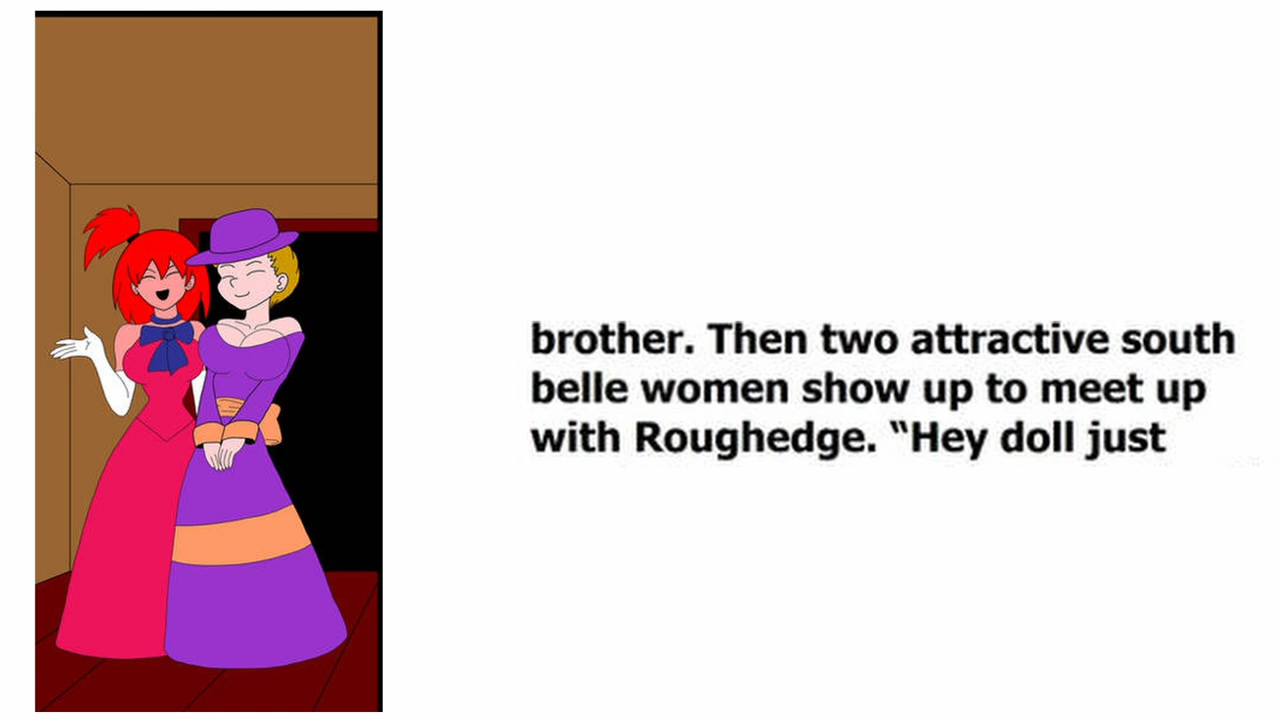 brother. Then two attractive south
belle women show up to meet up
with Roughedge. “Hey doll just